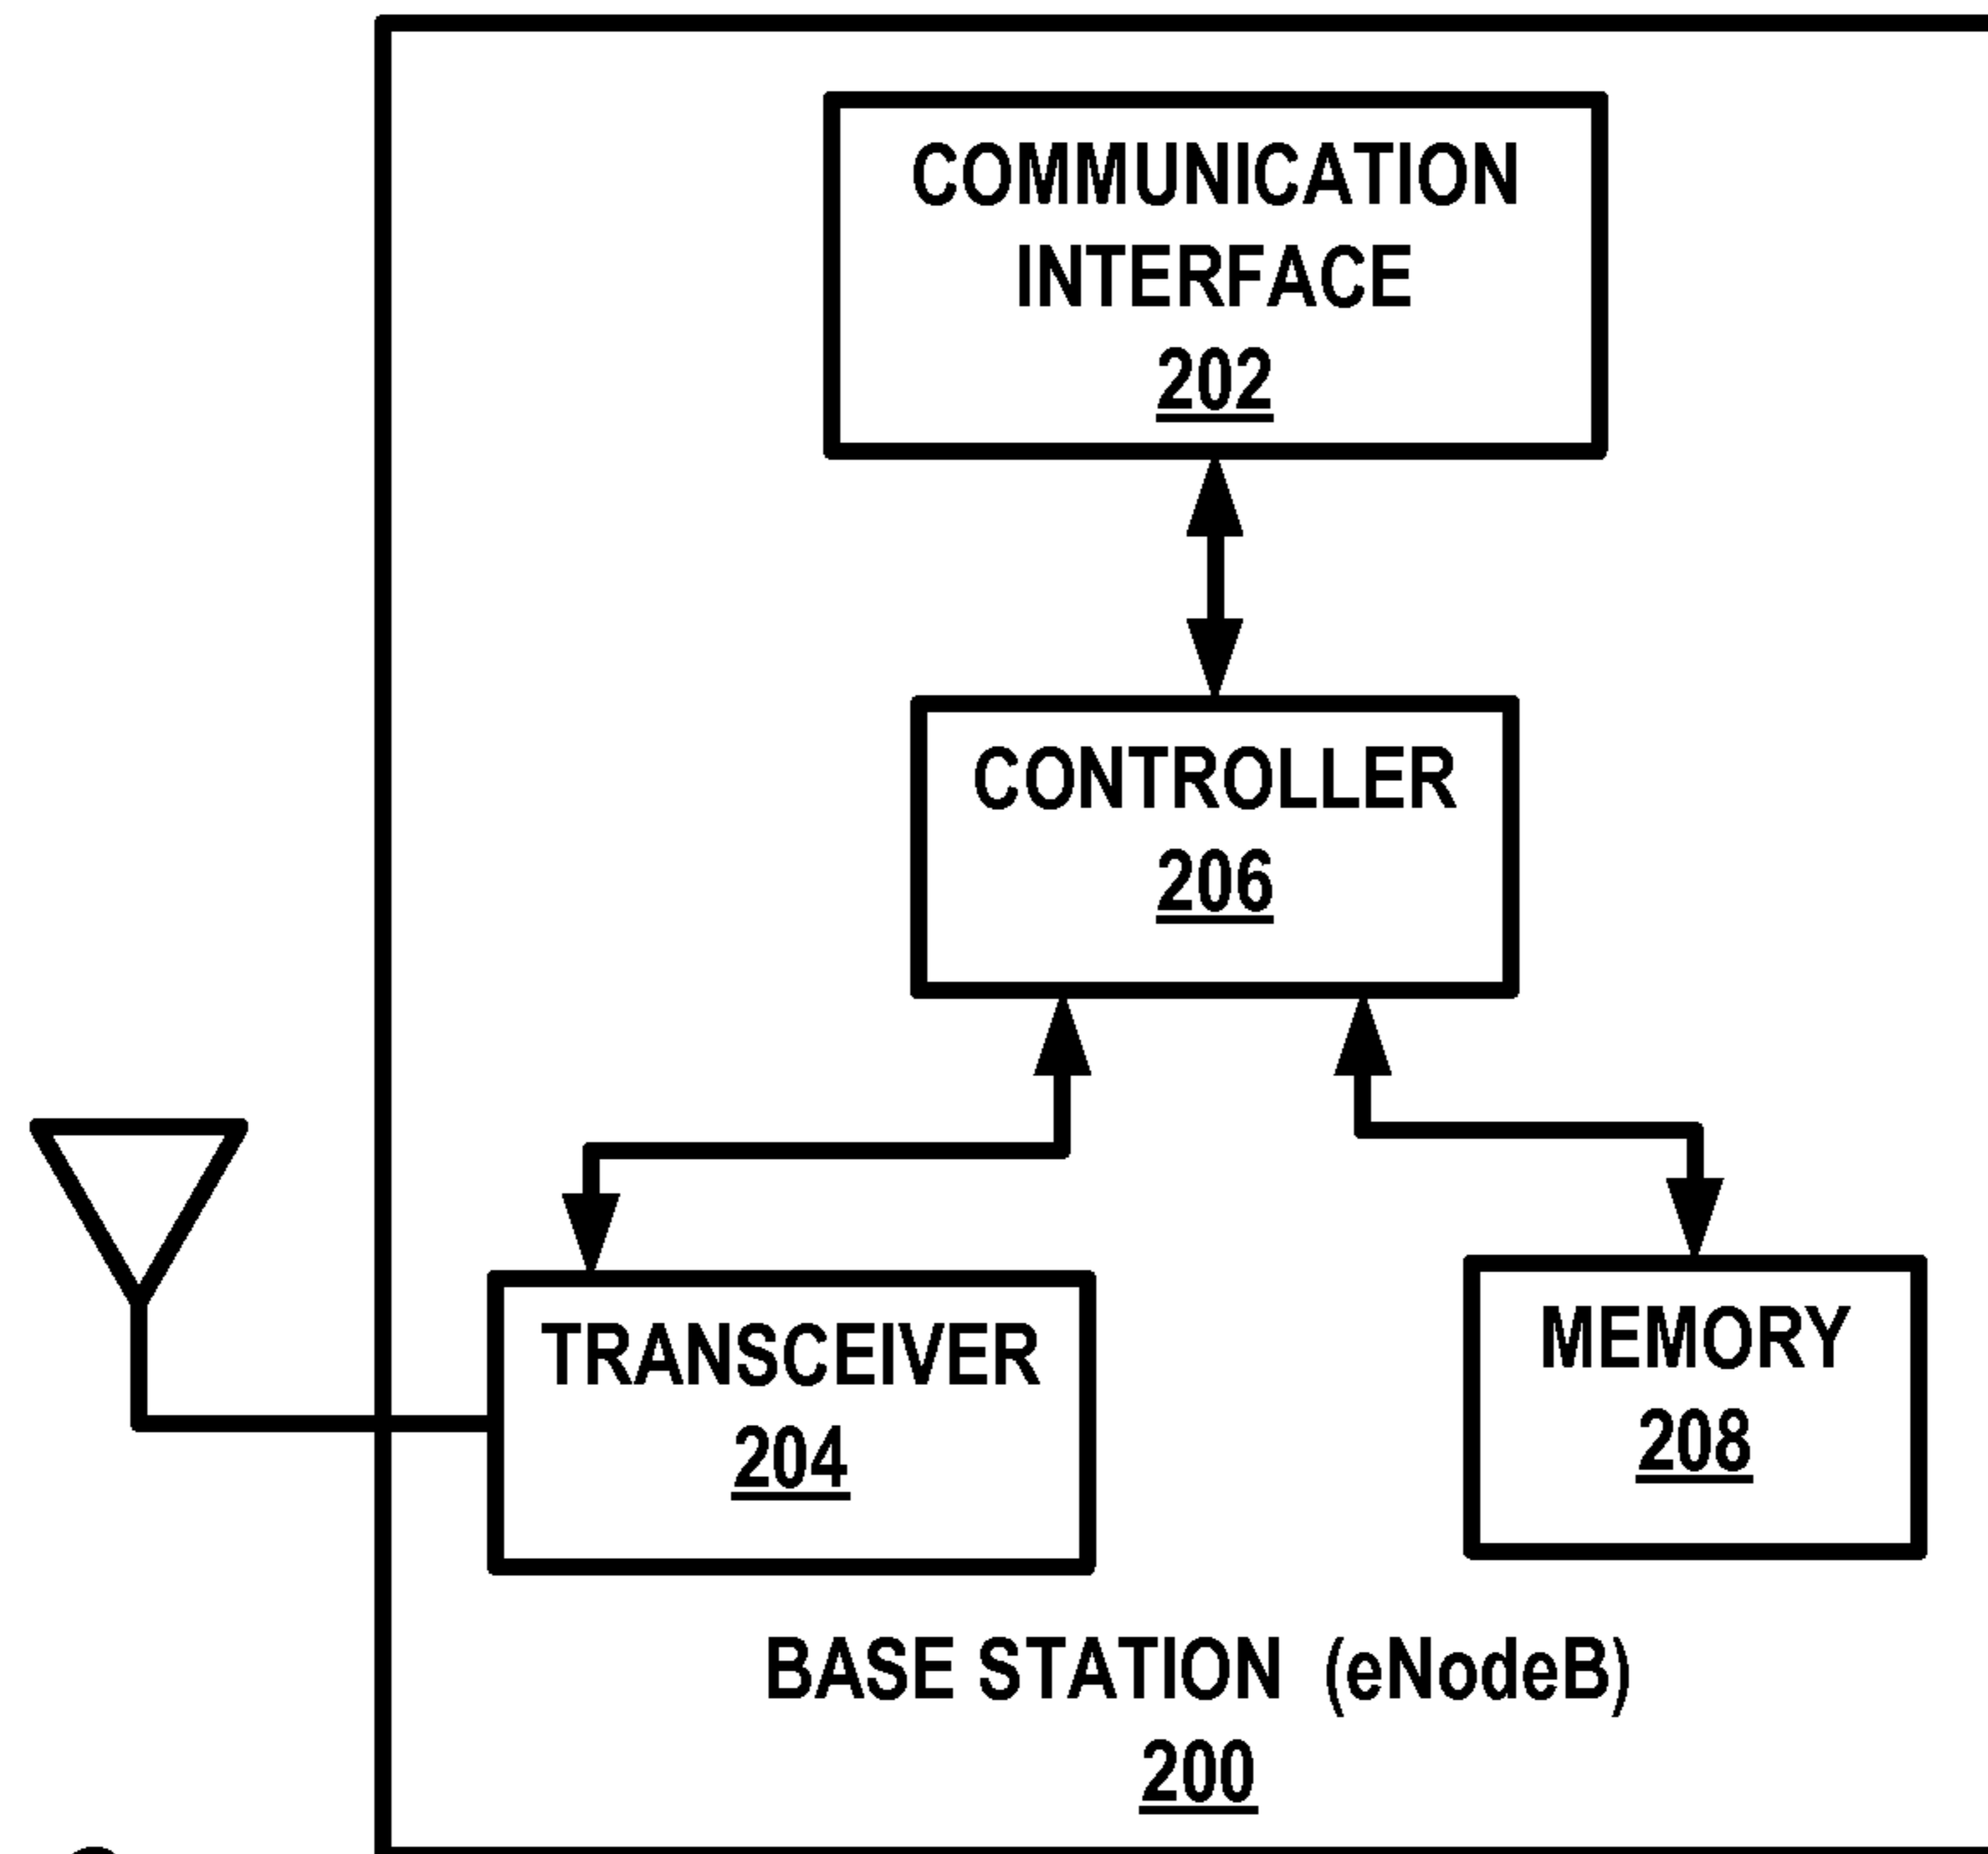 COMMUNICATION
INTERFACE
202
CONTROLLER
206
TRANSCEIVER
204
MEMORY
208
BASE STATION (eNodeB)
200